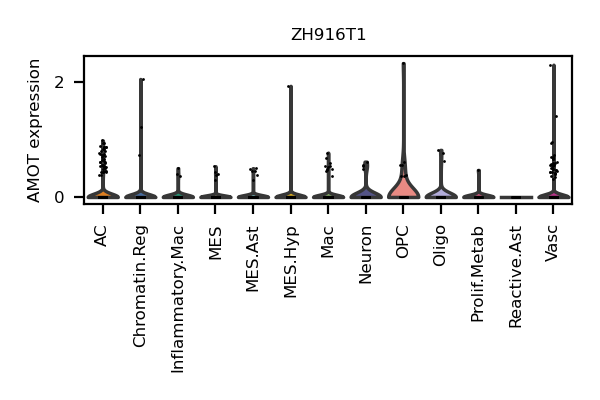 ZH916T1
AMOT expression
2
0
AC
Chromatin.Reg
Inflammatory.Mac
MES
MES.Ast
MES.Hyp
Mac
Neuron
OPC
Oligo
Prolif.Metab
Reactive.Ast
Vasc